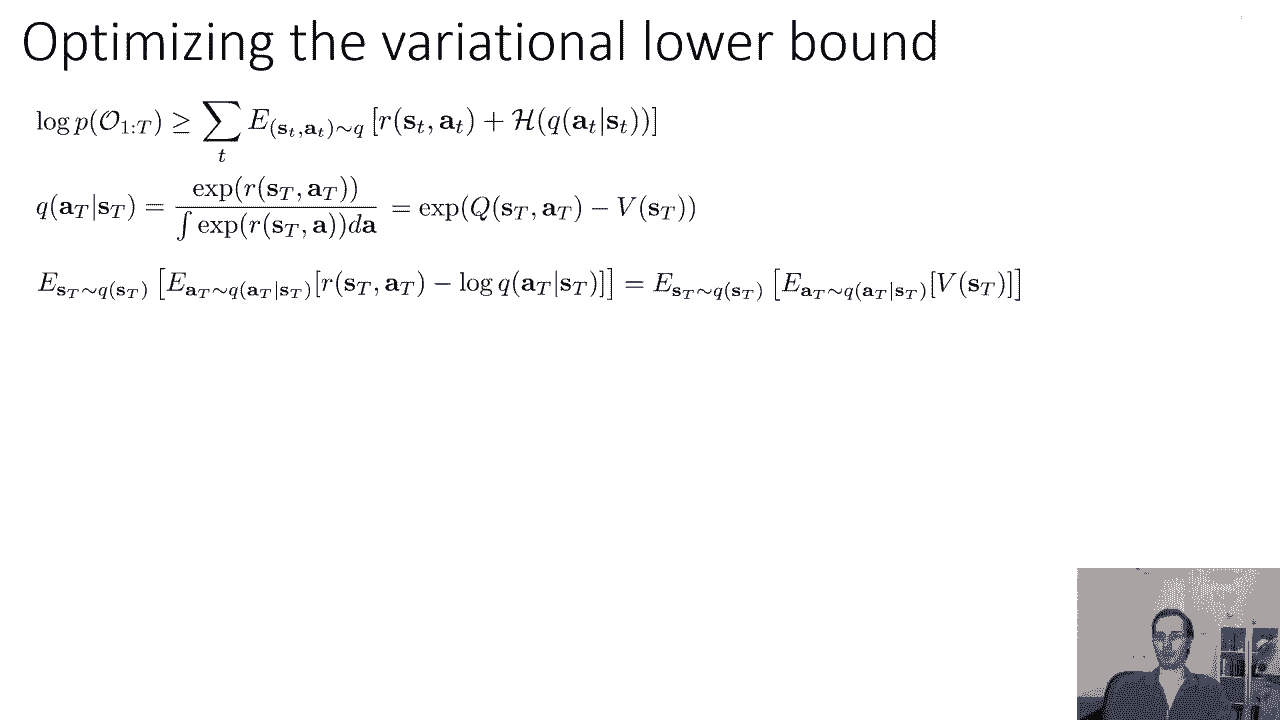 Optimizing the variational lower bound
$\log p(\mathcal{O}_{1:T}) \geq \sum_t E_{(\mathbf{s}_t,\mathbf{a}_t)\sim q}\left[r(\mathbf{s}_t,\mathbf{a}_t) + \mathcal{H}(q(\mathbf{a}_t|\mathbf{s}_t))\right]$
$q(\mathbf{a}_T|\mathbf{s}_T) = \frac{\exp(r(\mathbf{s}_T,\mathbf{a}_T))}{\int \exp(r(\mathbf{s}_T,\mathbf{a}))d\mathbf{a}} = \exp(Q(\mathbf{s}_T,\mathbf{a}_T) - V(\mathbf{s}_T))$
$E_{\mathbf{s}_T\sim q(\mathbf{s}_T)}\left[E_{\mathbf{a}_T\sim q(\mathbf{a}_T|\mathbf{s}_T)}[r(\mathbf{s}_T,\mathbf{a}_T) - \log q(\mathbf{a}_T|\mathbf{s}_T)]\right] = E_{\mathbf{s}_T\sim q(\mathbf{s}_T)}\left[E_{\mathbf{a}_T\sim q(\mathbf{a}_T|\mathbf{s}_T)}[V(\mathbf{s}_T)]\right]$